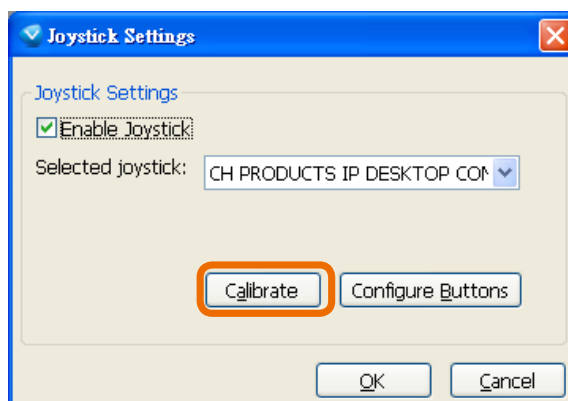 Joystick Settings
Joystick Settings
Enable Joystick
Selected joystick: CH PRODUCTS IP DESKTOP CON
Calibrate Configure Buttons
OK Cancel